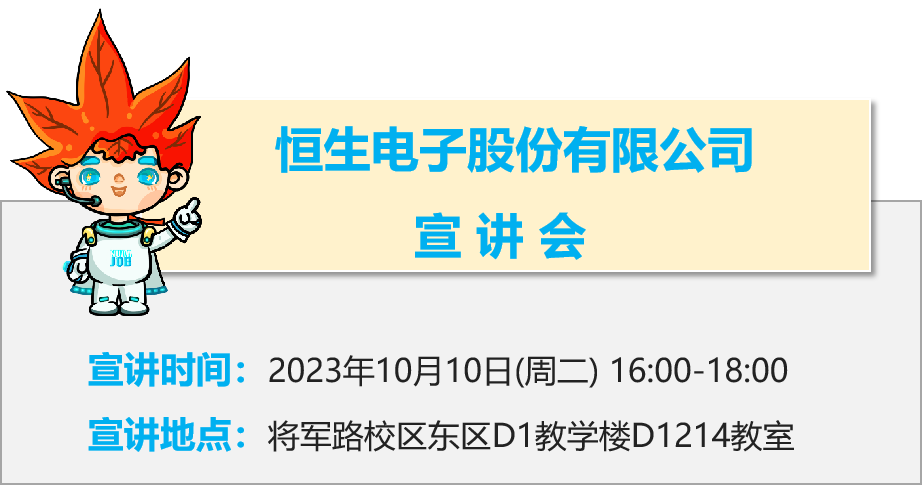 恒生电子股份有限公司
宣讲会
JOB
宣讲时间：2023年10月10日(周二) 16:00-18:00
宣讲地点：将军路校区东区D1教学楼D1214教室